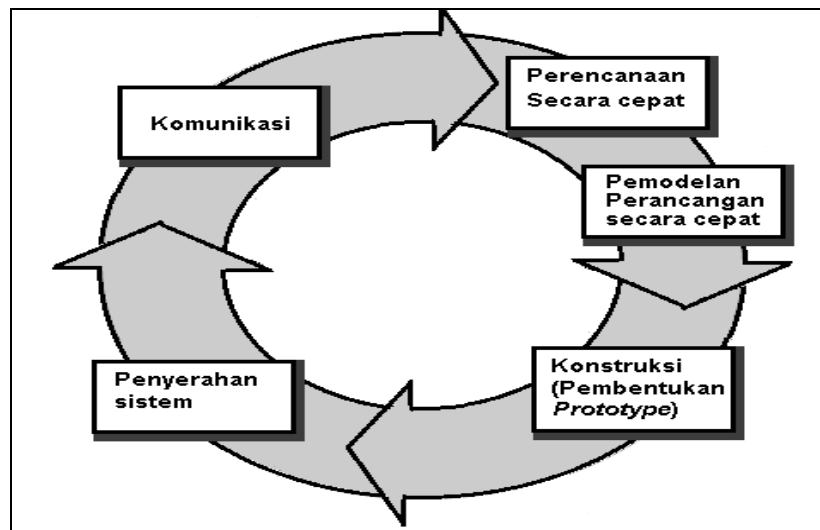 Komunikasi
Perencanaan
Secara cepat
Pemodelan
Perancangan
secara cepat
Konstruksi
(Pembentukan
Prototype)
Penyerahan
sistem